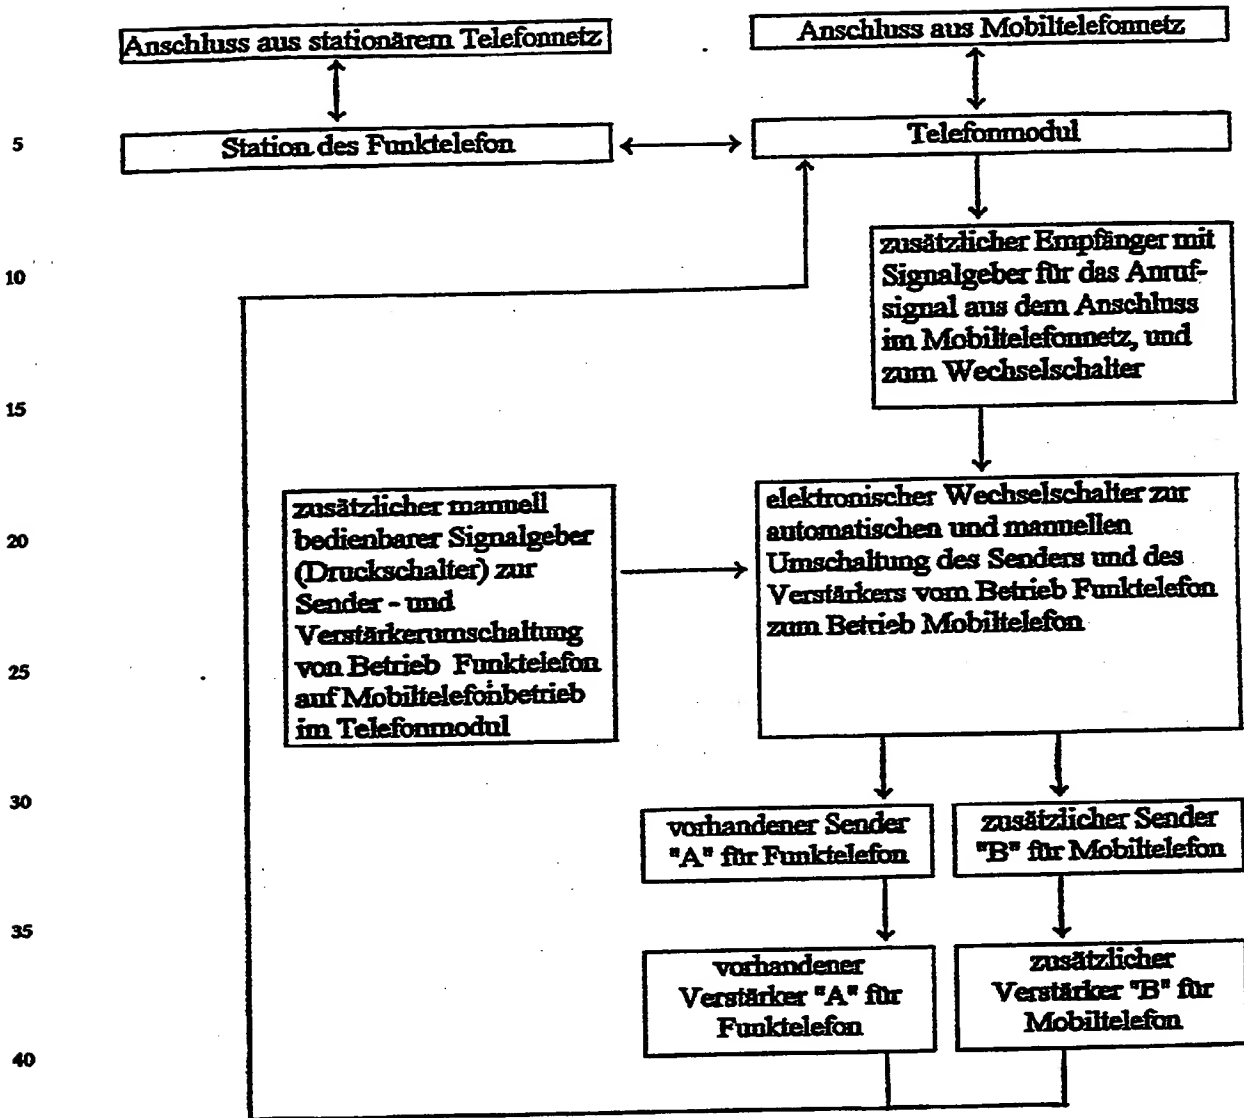 Anschluss aus stationärem Telefonnetz
Anschluss aus Mobiltelefonnetz
5
Station des Funktelefon
Telefonmodul
10
zusätzlicher Empfänger mit
Signalgeber für das Anruf-
signal aus dem Anschluss
im Mobiltelefonnetz, und
zum Wechselschalter
15
20
zusätzlicher manuell
bedienbarer Signalgeber
(Druckschalter) zur
Sender - und
Verstärkerumschaltung
von Betrieb Funktelefon
auf Mobiltelefonbetrieb
im Telefonmodul
elektronischer Wechselschalter zur
automatischen und manuellen
Umschaltung des Senders und des
Verstärkers vom Betrieb Funktelefon
zum Betrieb Mobiltelefon
25
30
vorhandener Sender
"A" für Funktelefon
zusätzlicher Sender
"B" für Mobiltelefon
35
vorhandener
Verstärker "A" für
Funktelefon
zusätzlicher
Verstärker "B" für
Mobiltelefon
40